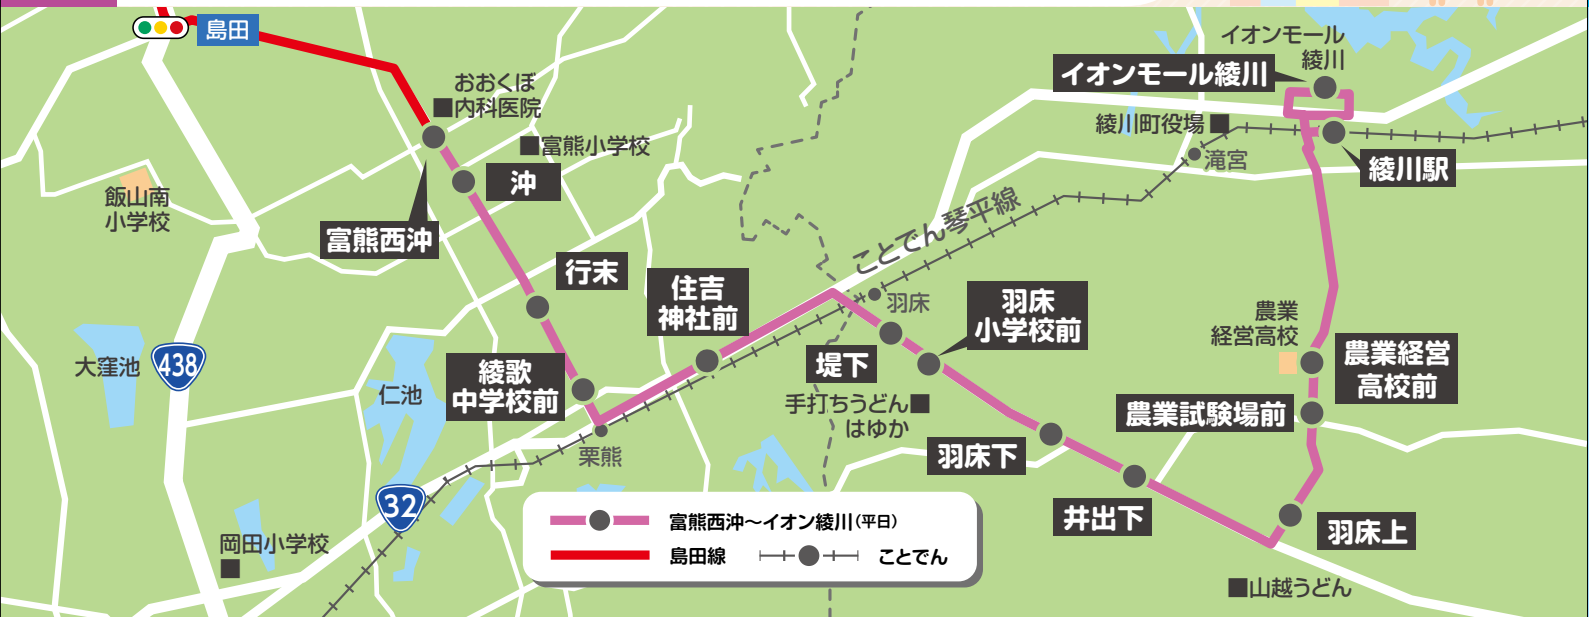 島田
おおくぼ
■内科医院
■富熊小学校
沖
富熊西沖
飯山南
小学校
行末
住吉
神社前
ことでん琴平線
大窪池
438
仁池
綾歌
中学校前
栗熊
32
岡田小学校
イオンモール
綾川
イオンモール綾川
綾川町役場■
滝宮
綾川駅
羽床
堤下
羽床
小学校前
手打ちうどん■
はゆか
羽床下
井出下
農業
経営高校
農業経営
高校前
農業試験場前
羽床上
■山越うどん
富熊西沖～イオン綾川(平日)
島田線
ことでん